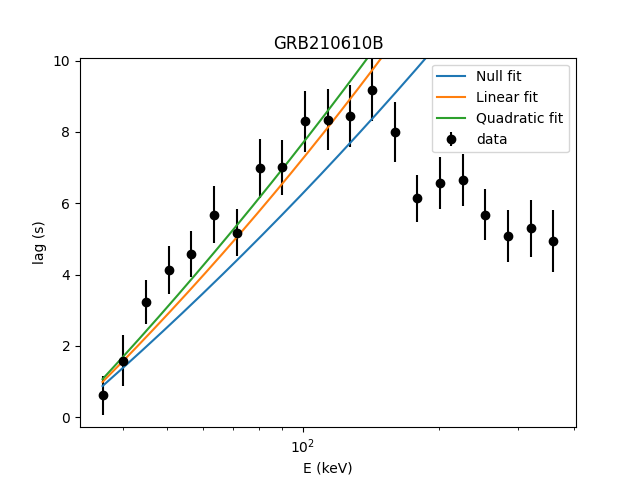 GRB210610B
10
8
6
4
2
0
lag (s)
Null fit
Linear fit
Quadratic fit
data
10²
E (keV)